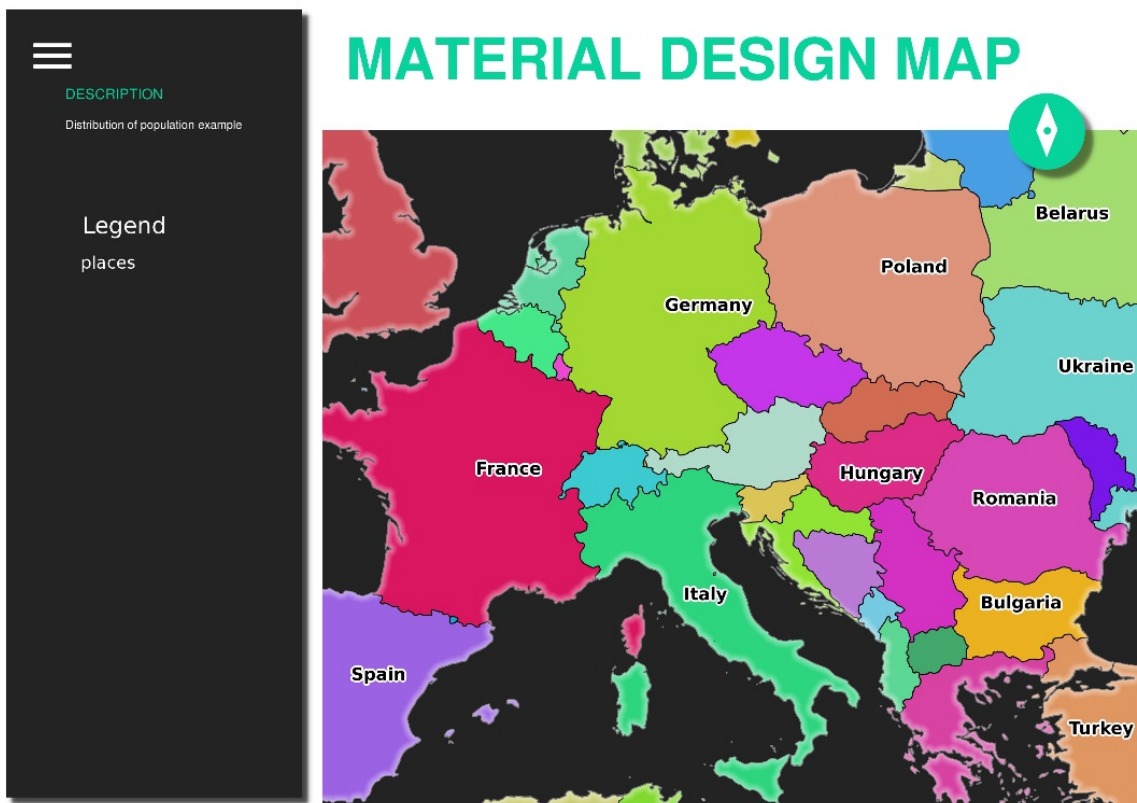 MATERIAL DESIGN MAP
DESCRIPTION
Distribution of population example
Legend
places
Belarus
Poland
Germany
Ukraine
France
Hungary
Romania
Italy
Bulgaria
Spain
Turkey